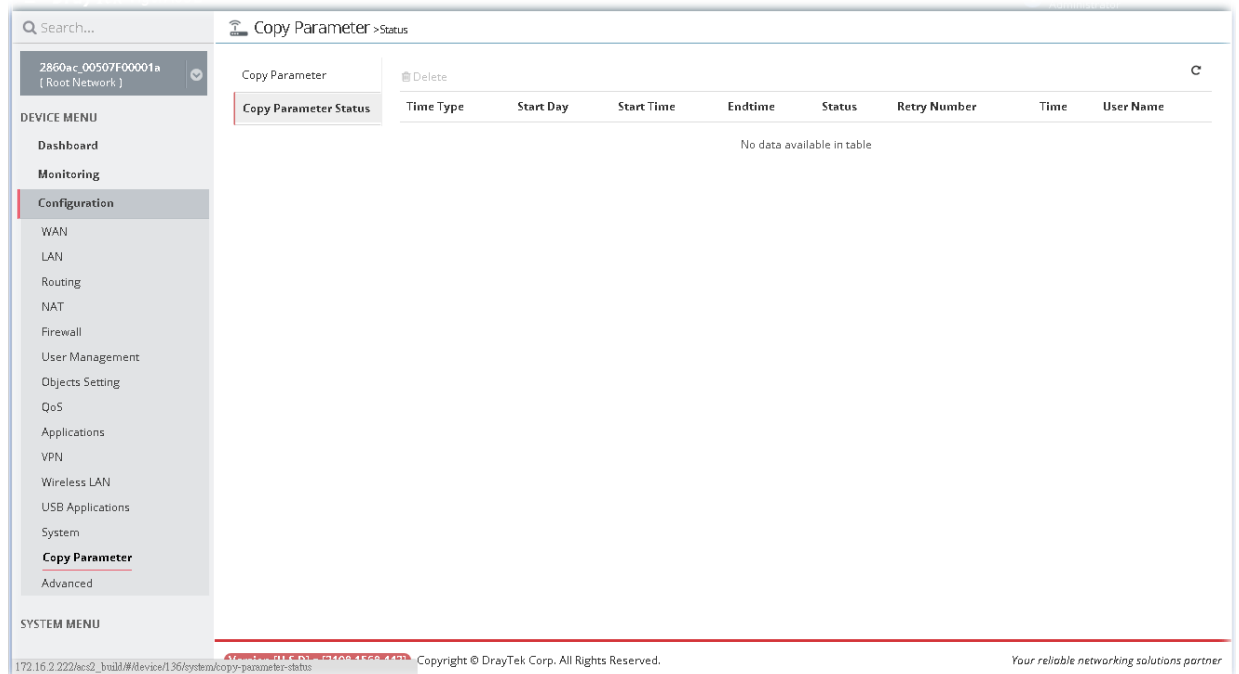 Administrator
Search...
Copy Parameter >Status
2860ac_00507F00001a
[ Root Network ]
DEVICE MENU
Dashboard
Monitoring
Configuration
WAN
LAN
Routing
NAT
Firewall
User Management
Objects Setting
QoS
Applications
VPN
Wireless LAN
USB Applications
System
Copy Parameter
Advanced
SYSTEM MENU
Copy Parameter
Copy Parameter Status
Delete
Time Type Start Day Start Time Endtime Status Retry Number Time User Name
No data available in table
Copyright © DrayTek Corp. All Rights Reserved.
Your reliable networking solutions partner
172.16.2.222/acs2_build/#/device/136/system/copy-parameter-status